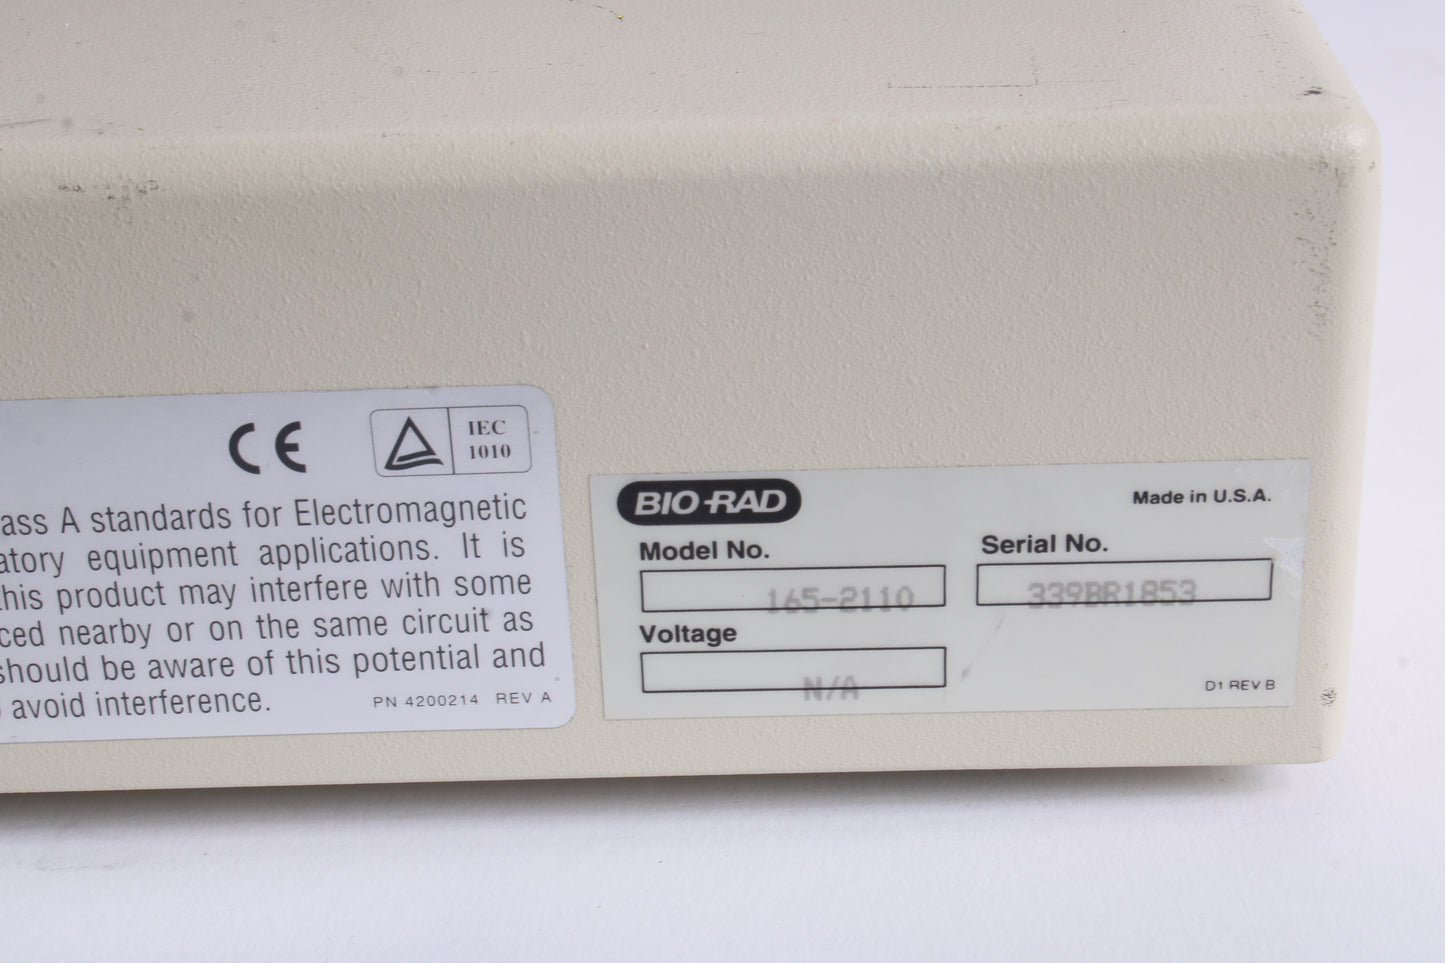 CE
IEC
1010
ass A standards for Electromagnetic
atory equipment applications. It is
his product may interfere with some
ced nearby or on the same circuit as
should be aware of this potential and
avoid interference.
PN 4200214 REV A
BIO-RAD
Made in U.S.A.
Model No.
Serial No.
165-2110
339BR1853
Voltage
N/A
D1 REV B